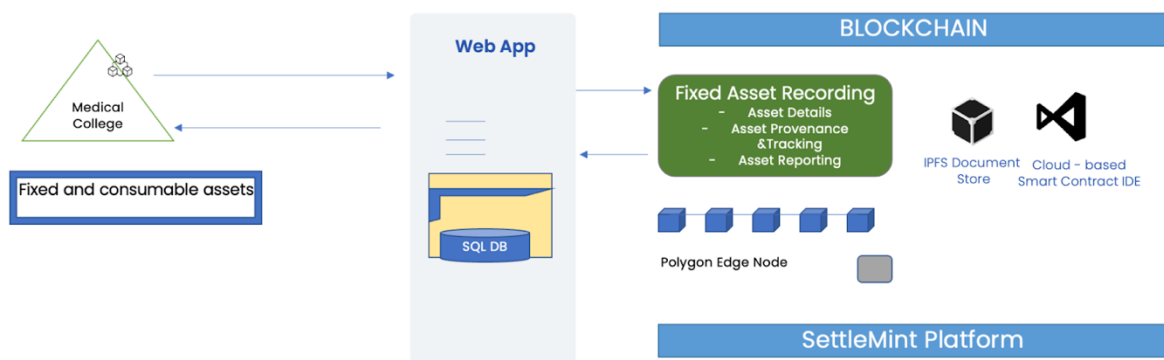 BLOCKCHAIN
Web App
Medical
College
Fixed Asset Recording
- Asset Details
- Asset Provenance
&Tracking
- Asset Reporting
IPFS Document
Store
Cloud - based
Smart Contract IDE
Fixed and consumable assets
SQL DB
Polygon Edge Node
SettleMint Platform